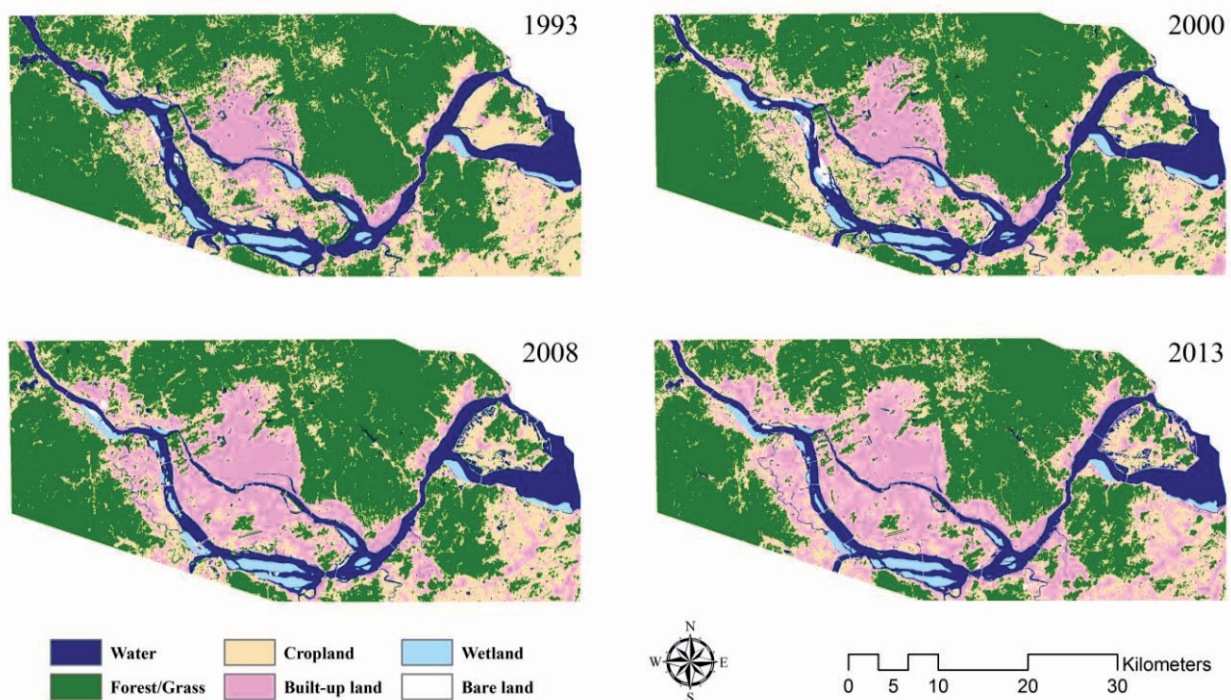 1993
2000
2008
2013
Water
Cropland
Wetland
Forest/Grass
Built-up land
Bare land
N
W E
S
Kilometers
0 5 10 20 30